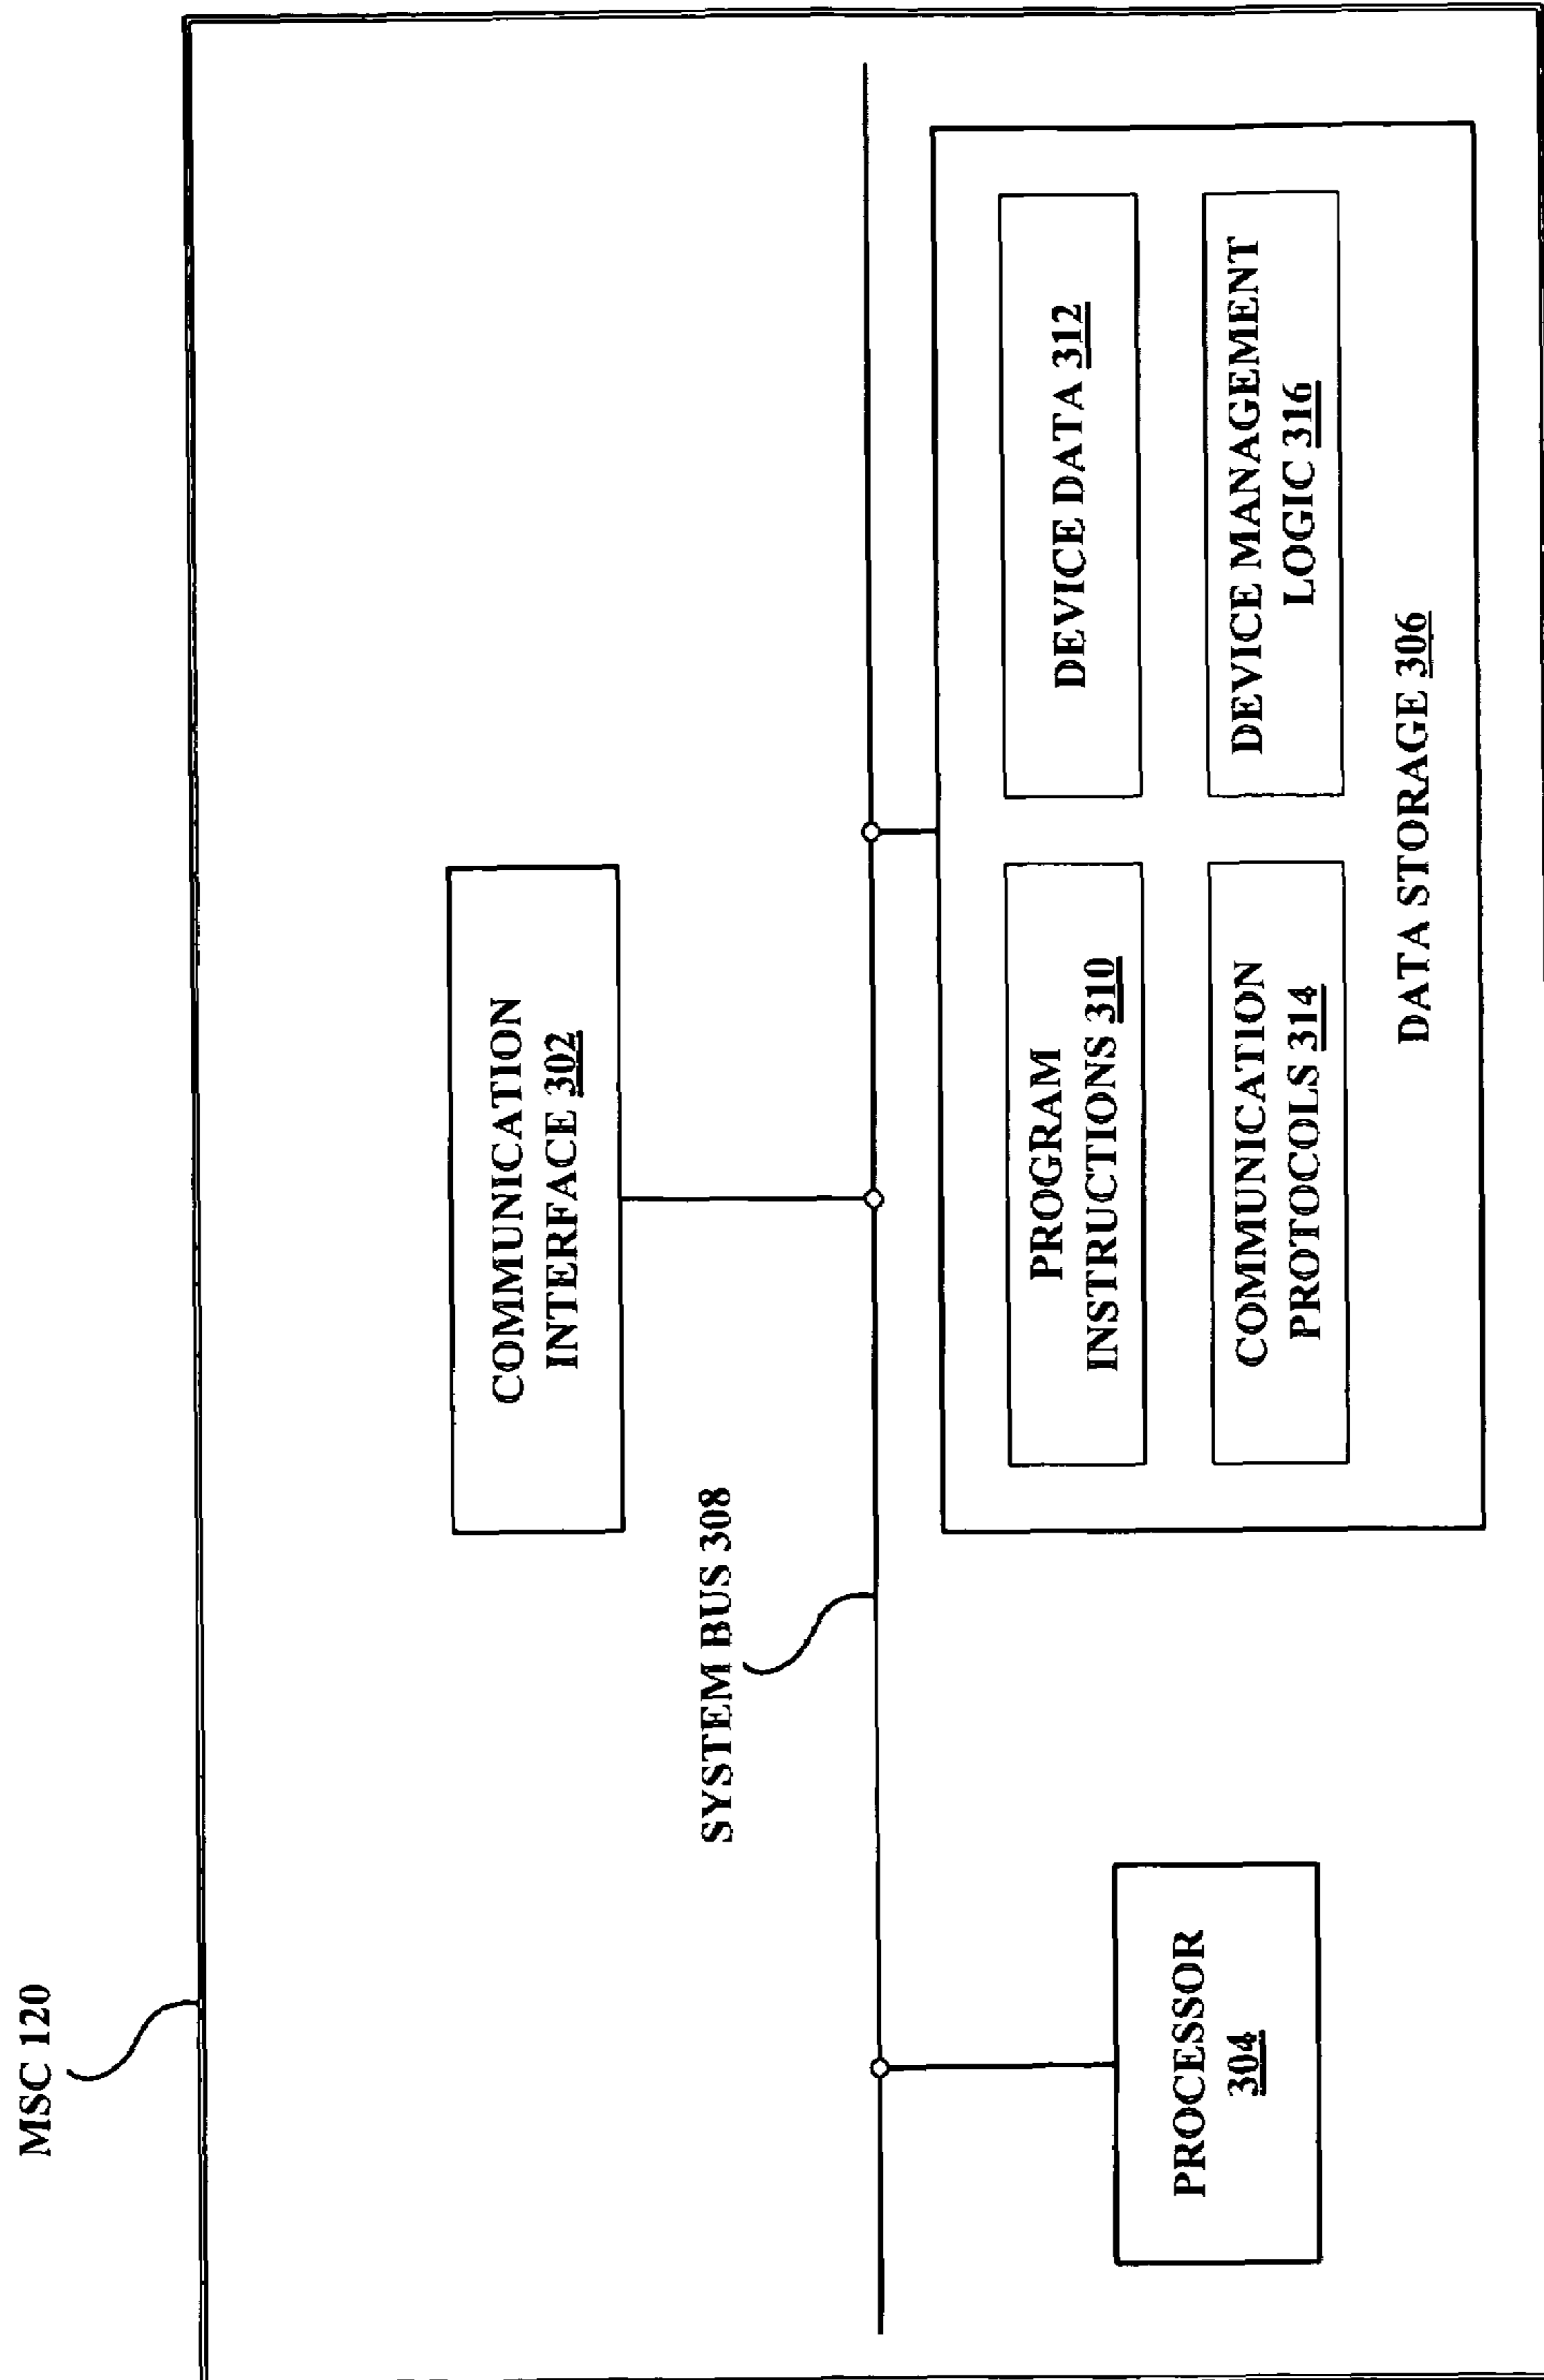 MSC 120
COMMUNICATION
INTERFACE 302
SYSTEM BUS 308
PROCESSOR
304
PROGRAM
INSTRUCTIONS 310
DEVICE DATA 312
COMMUNICATION
PROTOCOLS 314
DEVICE MANAGEMENT
LOGIC 316
DATA STORAGE 306